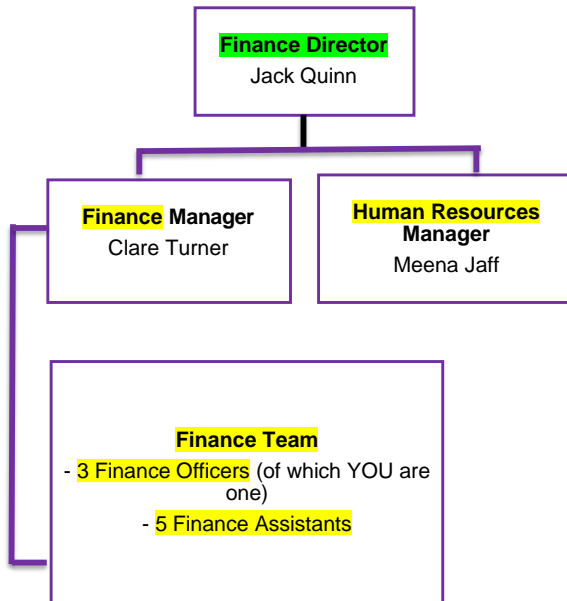 Finance Director
Jack Quinn
Finance Manager
Clare Turner
Human Resources
Manager
Meena Jaff
Finance Team
- 3 Finance Officers (of which YOU are
one)
- 5 Finance Assistants